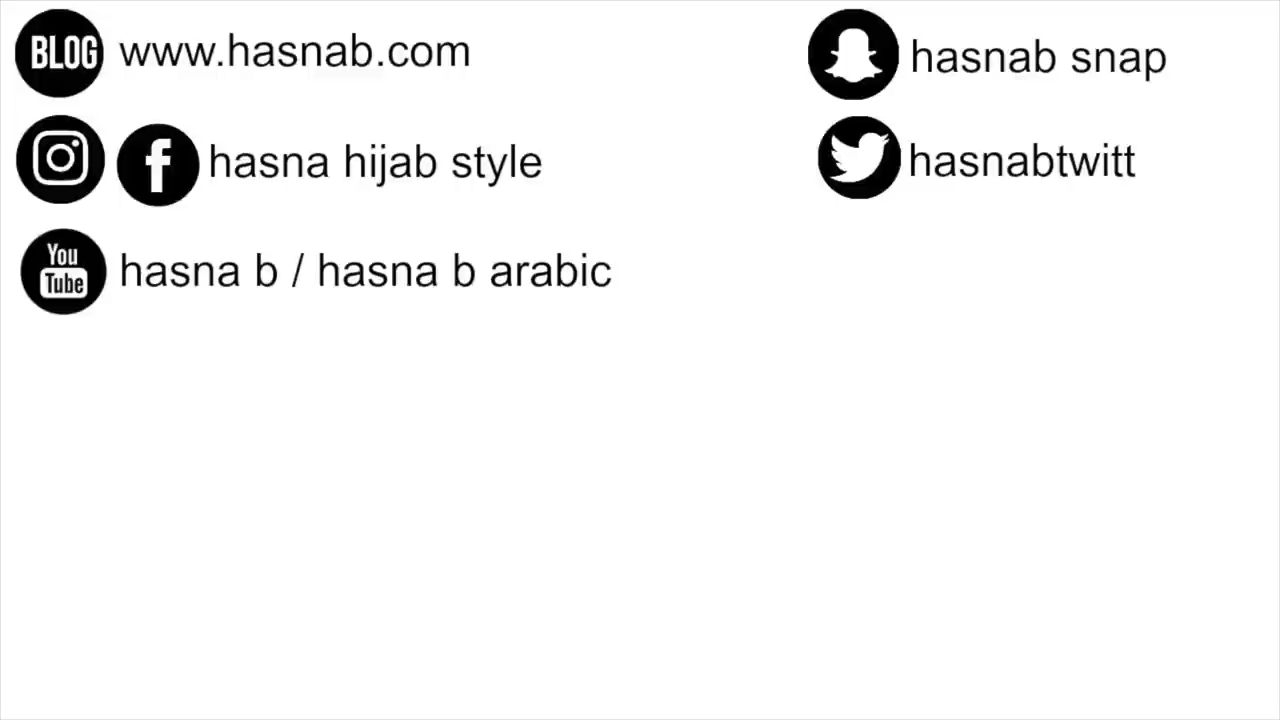 BLOG www.hasnab.com
hasnab snap
hasna hijab style
hasnabtwitt
You Tube hasna b / hasna b arabic